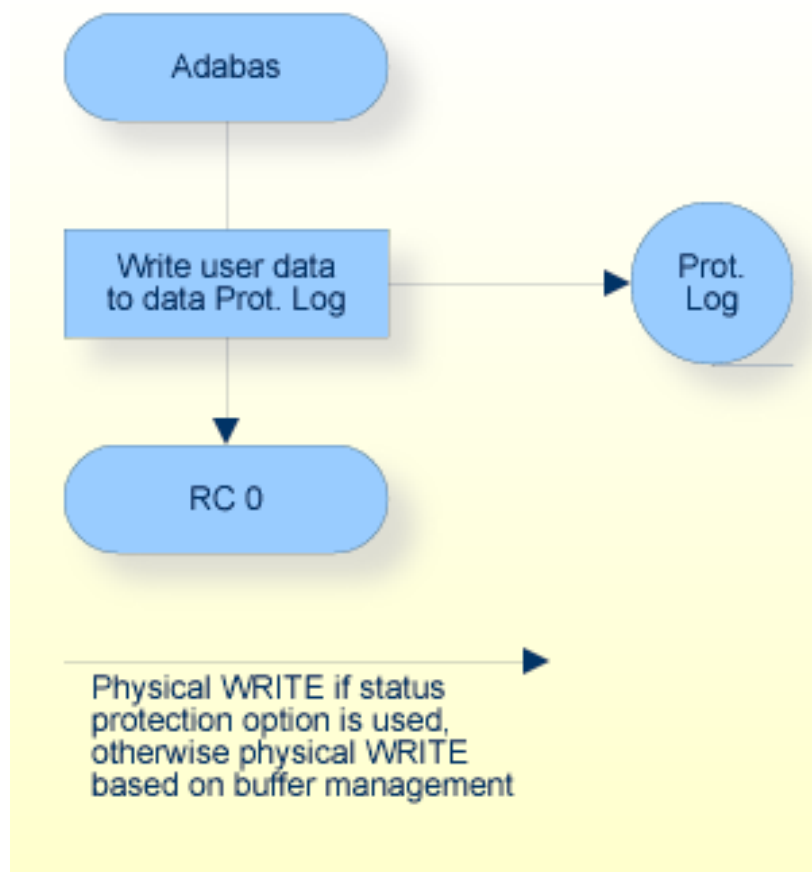 Adabas
Write user data
to data Prot. Log
Prot.
Log
RC 0
Physical WRITE if status
protection option is used,
otherwise physical WRITE
based on buffer management